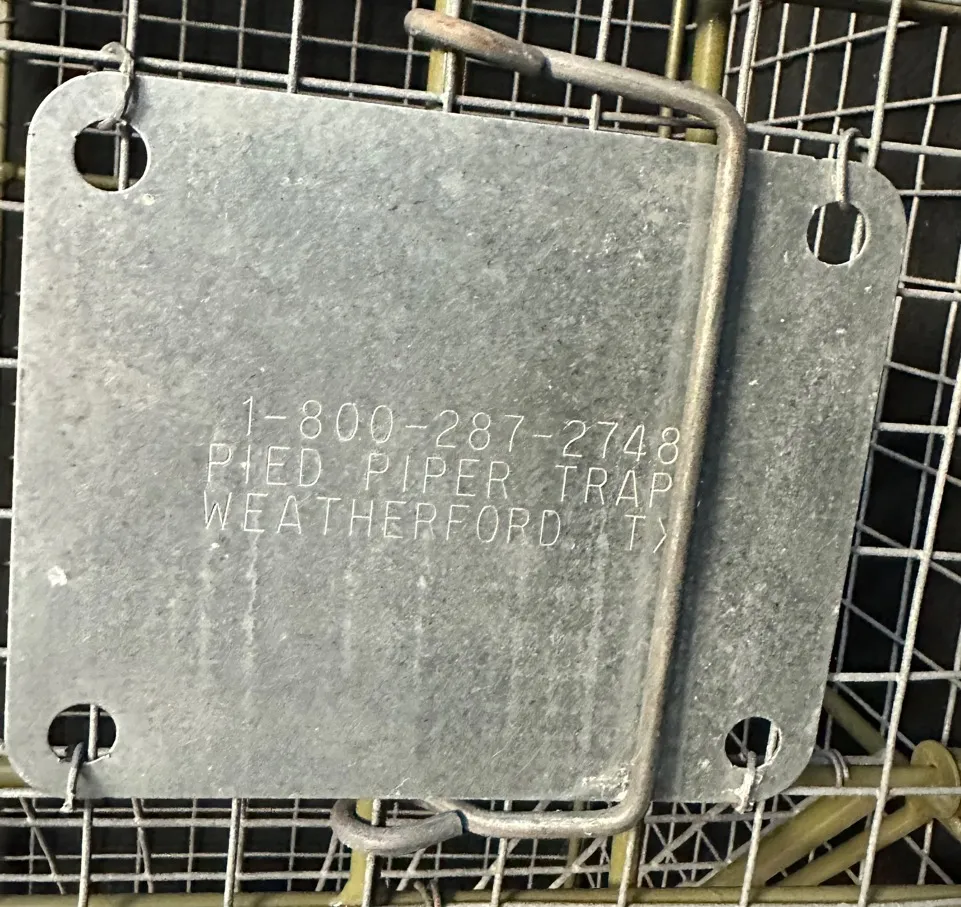 1-800-287-2748
PIED PIPER TRAP
WEATHERFORD, TX